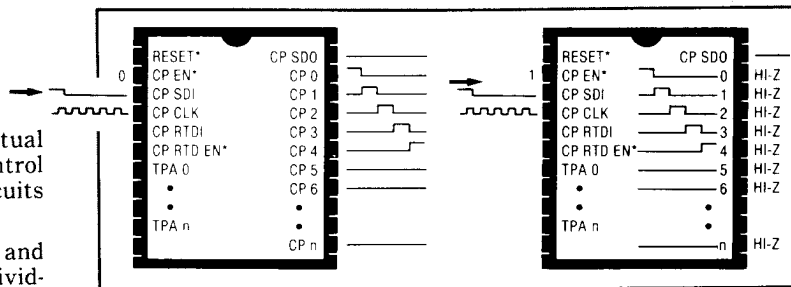 tual
ntrol
cuits
and
ivid-
0
RESET* CP SDO
CP EN* CP 0
CP SDI CP 1
CP CLK CP 2
CP RTDI CP 3
CP RTD EN* CP 4
TPA 0 CP 5
• CP 6
• •
• •
TPA n •
CP n
1
RESET* CP SDO
CP EN* 0 HI-Z
CP SDI 1 HI-Z
CP CLK 2 HI-Z
CP RTDI 3 HI-Z
CP RTD EN* 4 HI-Z
TPA 0 5 HI-Z
• 6 HI-Z
• •
TPA n •
n HI-Z